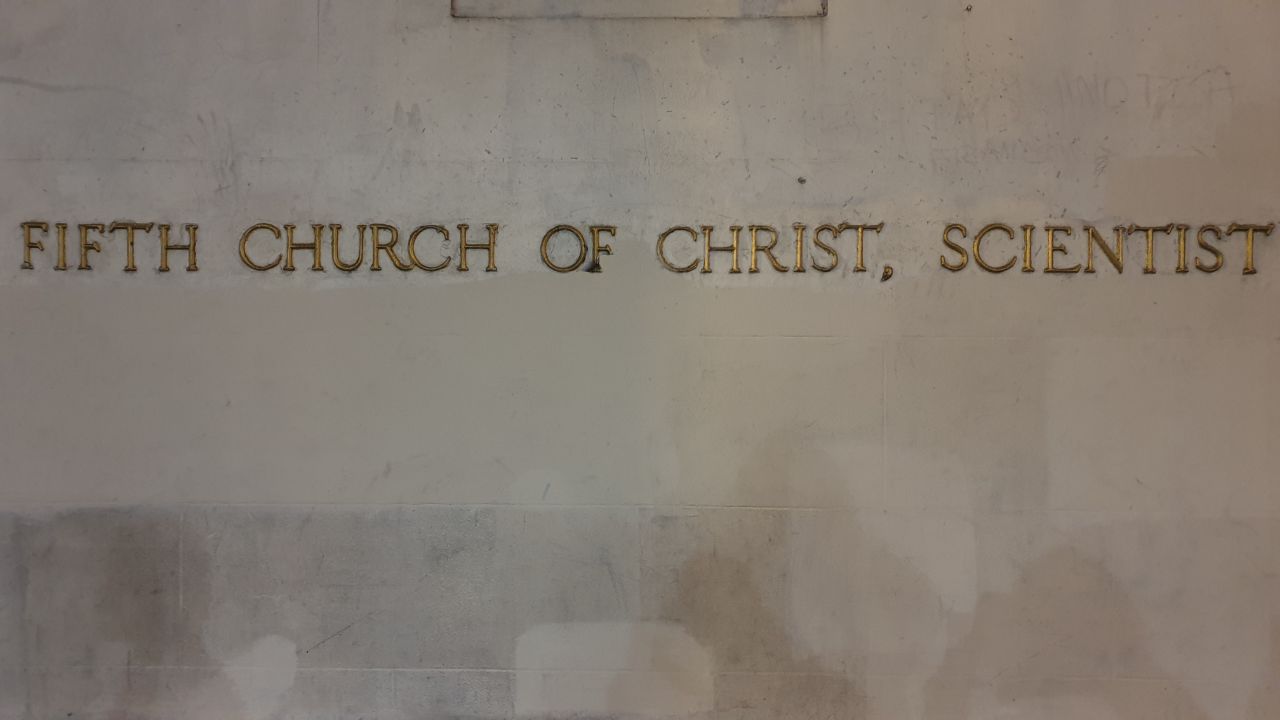 FIFTH CHURCH OF CHRIST, SCIENTIST